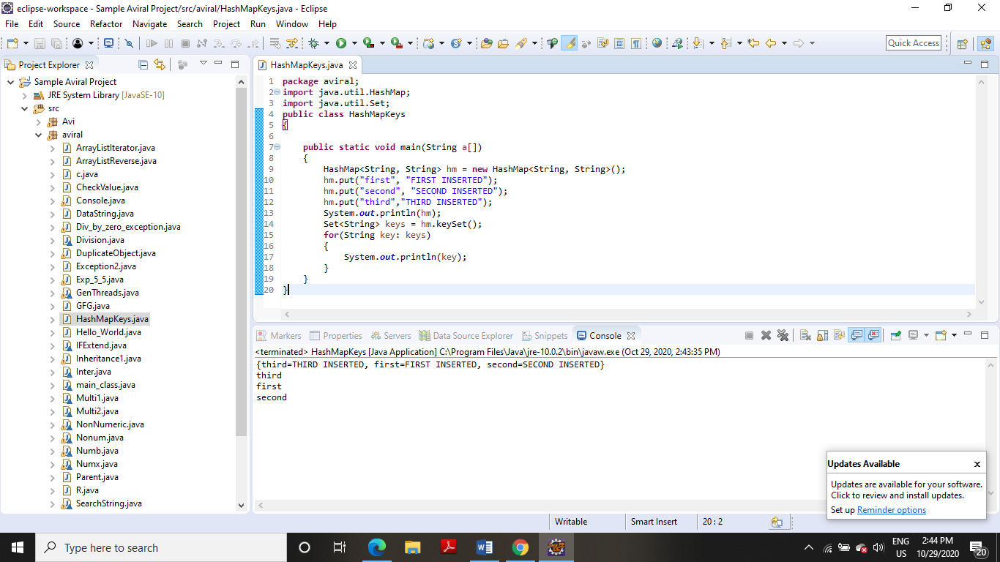 eclipse-workspace - Sample Aviral Project/src/aviral/HashMapKeys.java - Eclipse
File Edit Source Refactor Navigate Search Project Run Window Help
Quick Access
Project Explorer
Sample Aviral Project
JRE System Library [JavaSE-10]
src
Avi
aviral
ArrayListIterator.java
ArrayListReverse.java
c.java
CheckValue.java
Console.java
DataString.java
Div_by_zero_exception.java
Division.java
DuplicateObject.java
Exception2.java
Exp_5_5.java
GenThreads.java
GFG.java
HashMapKeys.java
Hello_World.java
IFExtend.java
Inheritance1.java
Inter.java
main_class.java
Multi1.java
Multi2.java
NonNumeric.java
Nonum.java
Numb.java
Numx.java
Parent.java
R.java
SearchString.java
HashMapKeys.java
1 package aviral;
2 import java.util.HashMap;
3 import java.util.Set;
4 public class HashMapKeys
5 {
6
7 public static void main(String a[])
8 {
9 HashMap<String, String> hm = new HashMap<String, String>();
10 hm.put("first", "FIRST INSERTED");
11 hm.put("second", "SECOND INSERTED");
12 hm.put("third","THIRD INSERTED");
13 System.out.println(hm);
14 Set<String> keys = hm.keySet();
15 for(String key: keys)
16 {
17 System.out.println(key);
18 }
19 }
20 }
Markers Properties Servers Data Source Explorer Snippets Console
<terminated> HashMapKeys [Java Application] C:\Program Files\Java\jre-10.0.2\bin\javaw.exe (Oct 29, 2020, 2:43:35 PM)
{third=THIRD INSERTED, first=FIRST INSERTED, second=SECOND INSERTED}
third
first
second
Updates Available
Updates are available for your software.
Click to review and install updates.
Set up Reminder options
Writable Smart Insert 20 : 2
Type here to search
ENG
US
2:44 PM
10/29/2020
20